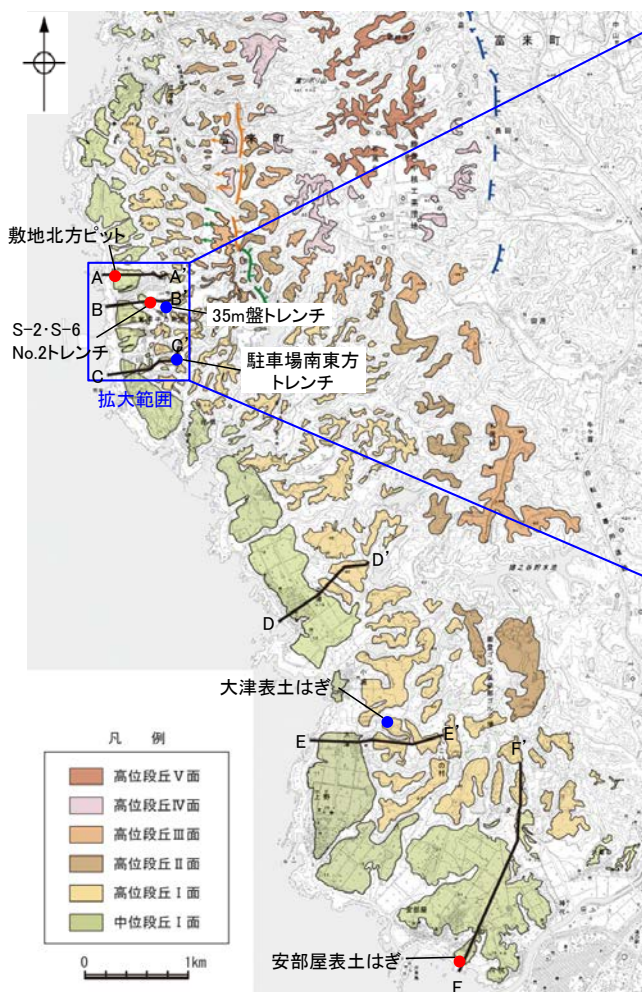 富来町
来町
敷地北方ピット
A
A'
B
B'
S-2・S-6
No.2トレンチ
35m盤トレンチ
C'
駐車場南東方
トレンチ
C
拡大範囲
D'
D
大津表土はぎ
E
E'
F'
安部屋表土はぎ
F
凡 例
高位段丘Ⅴ面
高位段丘Ⅳ面
高位段丘Ⅲ面
高位段丘Ⅱ面
高位段丘Ⅰ面
中位段丘Ⅰ面
0
1km